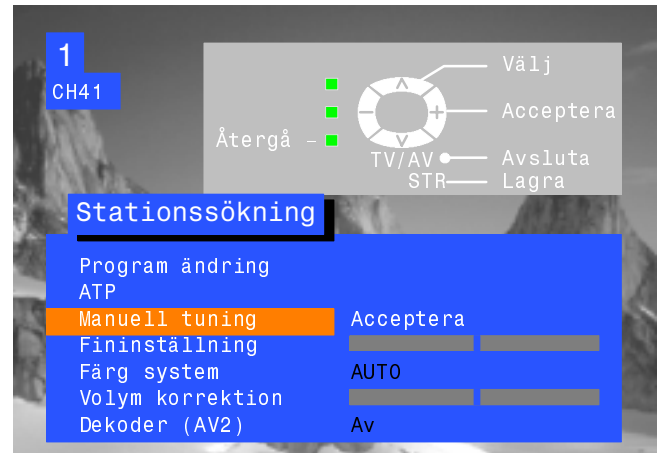 1
CH41
Välj
Acceptera
Återgå
TV/AV Avsluta
STR Lagra
Stationssökning
Program ändring
ATP
Manuell tuning Acceptera
Fininställning
Färg system AUTO
Volym korrektion
Dekoder (AV2) Av